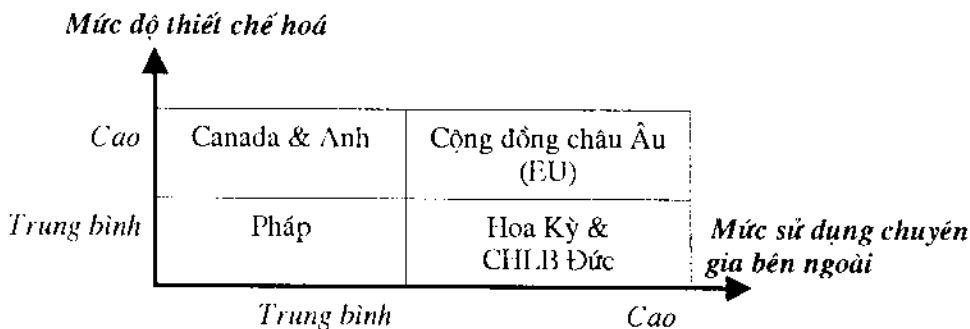 Mức độ thiết chế hoá
Cao
Canada & Anh
Cộng đồng châu Âu
(EU)
Trung bình
Pháp
Hoa Kỳ &
CHLB Đức
Mức sử dụng chuyên
gia bên ngoài
Trung bình
Cao